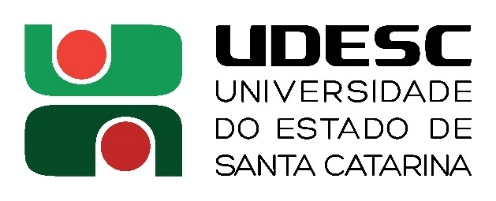 UDESC
UNIVERSIDADE
DO ESTADO DE
SANTA CATARINA